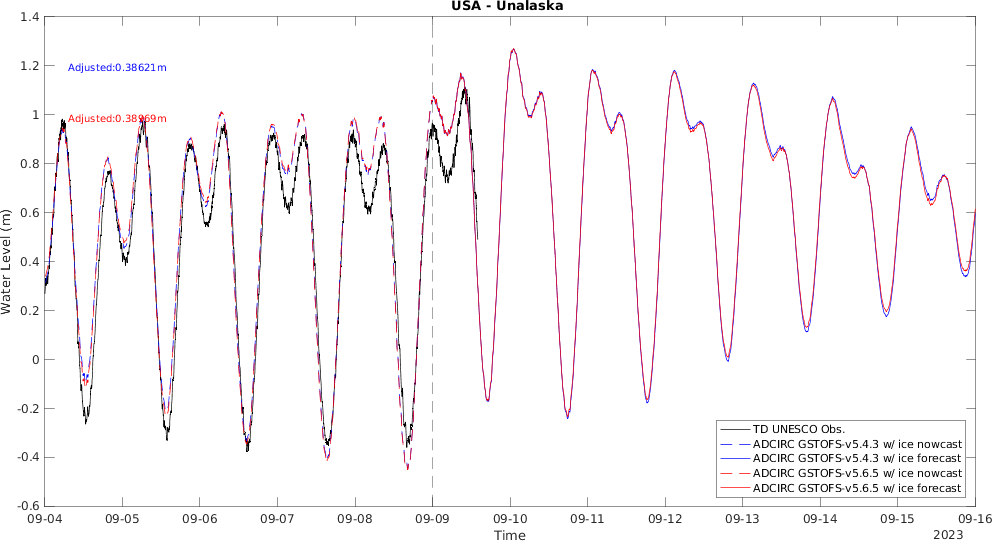 USA - Unalaska
1.4
1.2
1
0.8
0.6
0.4
0.2
0
-0.2
-0.4
-0.6
Water Level (m)
Adjusted:0.38621m
Adjusted:0.38969m
TD UNESCO Obs.
ADCIRC GSTOFS-v5.4.3 w/ ice nowcast
ADCIRC GSTOFS-v5.4.3 w/ ice forecast
ADCIRC GSTOFS-v5.6.5 w/ ice nowcast
ADCIRC GSTOFS-v5.6.5 w/ ice forecast
09-04 09-05 09-06 09-07 09-08 09-09 09-10 09-11 09-12 09-13 09-14 09-15 09-16
Time
2023